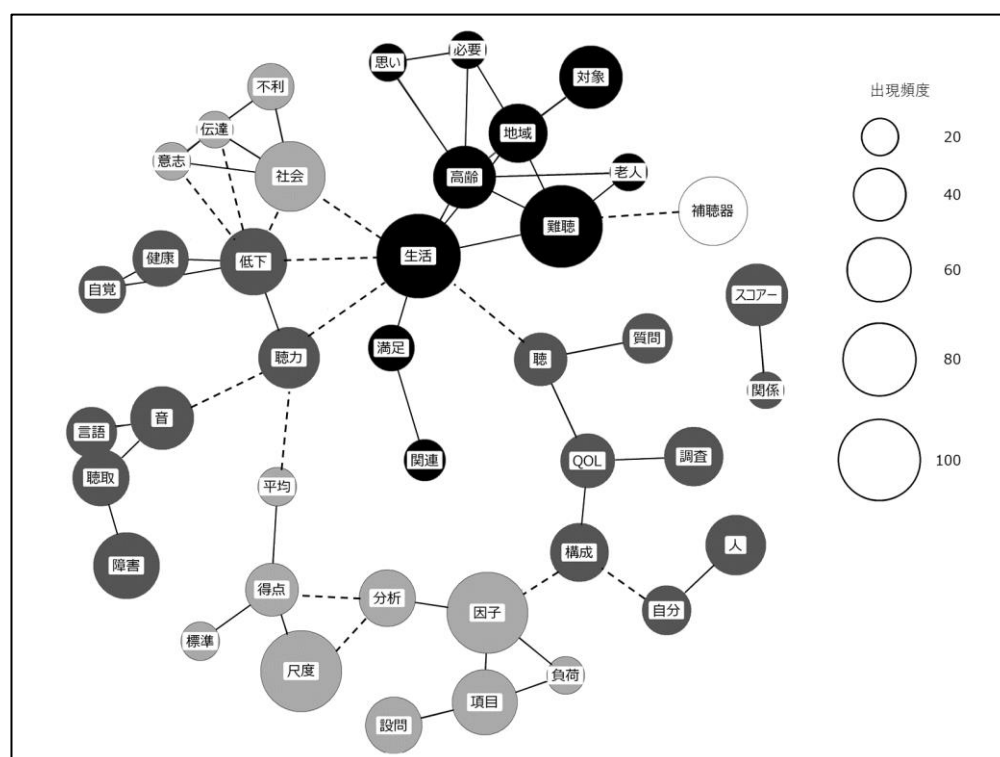 思い
必要
対象
不利
出現頻度
伝達
地域
20
意志
社会
高齢
老人
40
難聴
補聴器
健康
低下
生活
60
自覚
スコアー
聴力
満足
聴
質問
80
関係
音
言語
聴取
関連
QOL
調査
100
平均
障害
構成
人
得点
分析
因子
自分
標準
尺度
負荷
項目
設問